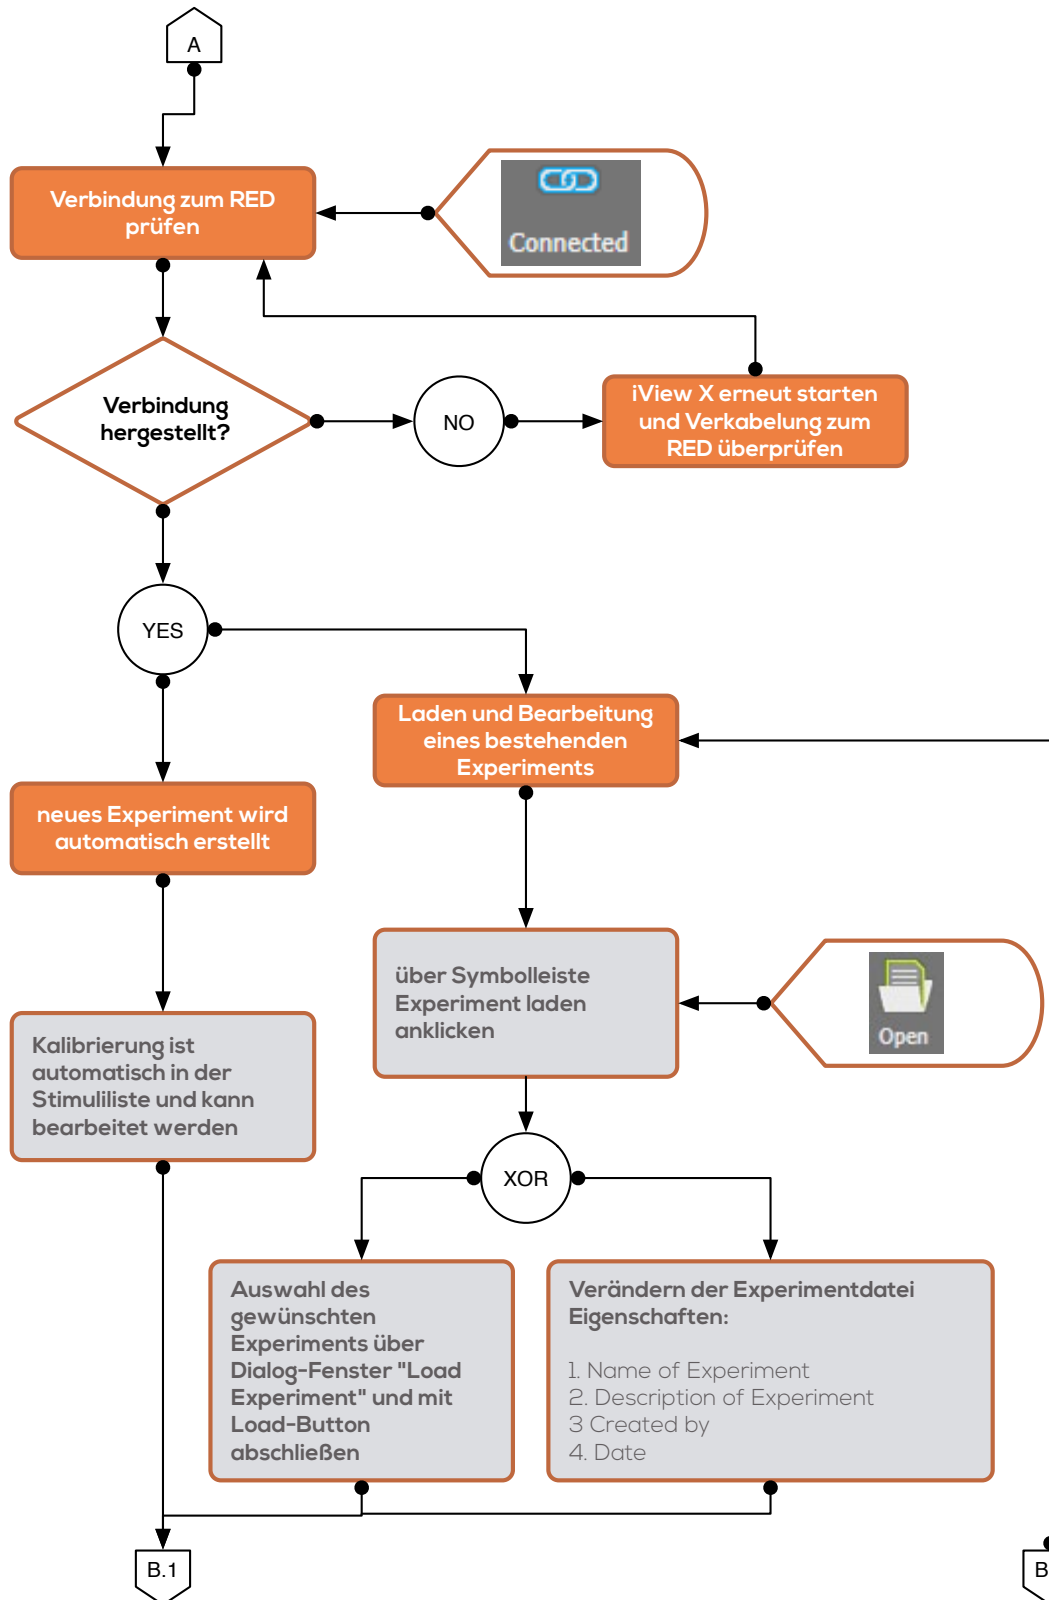 A
Verbindung zum RED
prüfen
Connected
Verbindung
hergestellt?
NO
iView X erneut starten
und Verkabelung zum
RED überprüfen
YES
Laden und Bearbeitung
eines bestehenden
Experiments
neues Experiment wird
automatisch erstellt
über Symbolleiste
Experiment laden
anklicken
Open
Kalibrierung ist
automatisch in der
Stimuliliste und kann
bearbeitet werden
XOR
Auswahl des
gewünschten
Experiments über
Dialog-Fenster "Load
Experiment" und mit
Load-Button
abschließen
Verändern der Experimentdatei
Eigenschaften:
1. Name of Experiment
2. Description of Experiment
3 Created by
4. Date
B.1
B